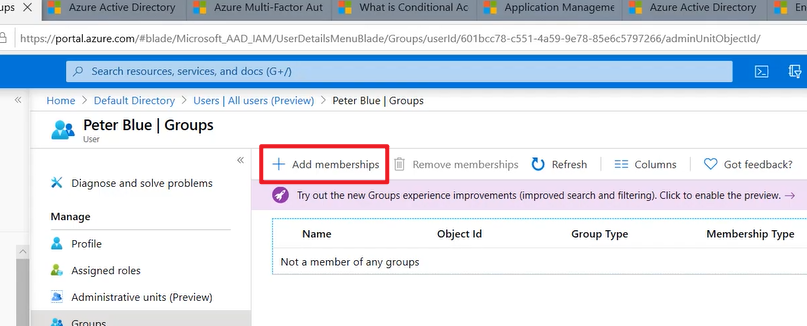 ups
Azure Active Directory
Azure Multi-Factor Aut
What is Conditional Ac
Application Manageme
Azure Active Directory
En
https://portal.azure.com/#blade/Microsoft_AAD_IAM/UserDetailsMenuBlade/Groups/userId/601bcc78-c551-4a59-9e78-85e6c5797266/adminUnitObjectId/
Search resources, services, and docs (G+/)
Home > Default Directory > Users | All users (Preview) > Peter Blue | Groups
Peter Blue | Groups
User
Diagnose and solve problems
Manage
Profile
Assigned roles
Administrative units (Preview)
Groups
Add memberships
Remove memberships
Refresh
Columns
Got feedback?
Try out the new Groups experience improvements (improved search and filtering). Click to enable the preview. →
Name
Object Id
Group Type
Membership Type
Not a member of any groups